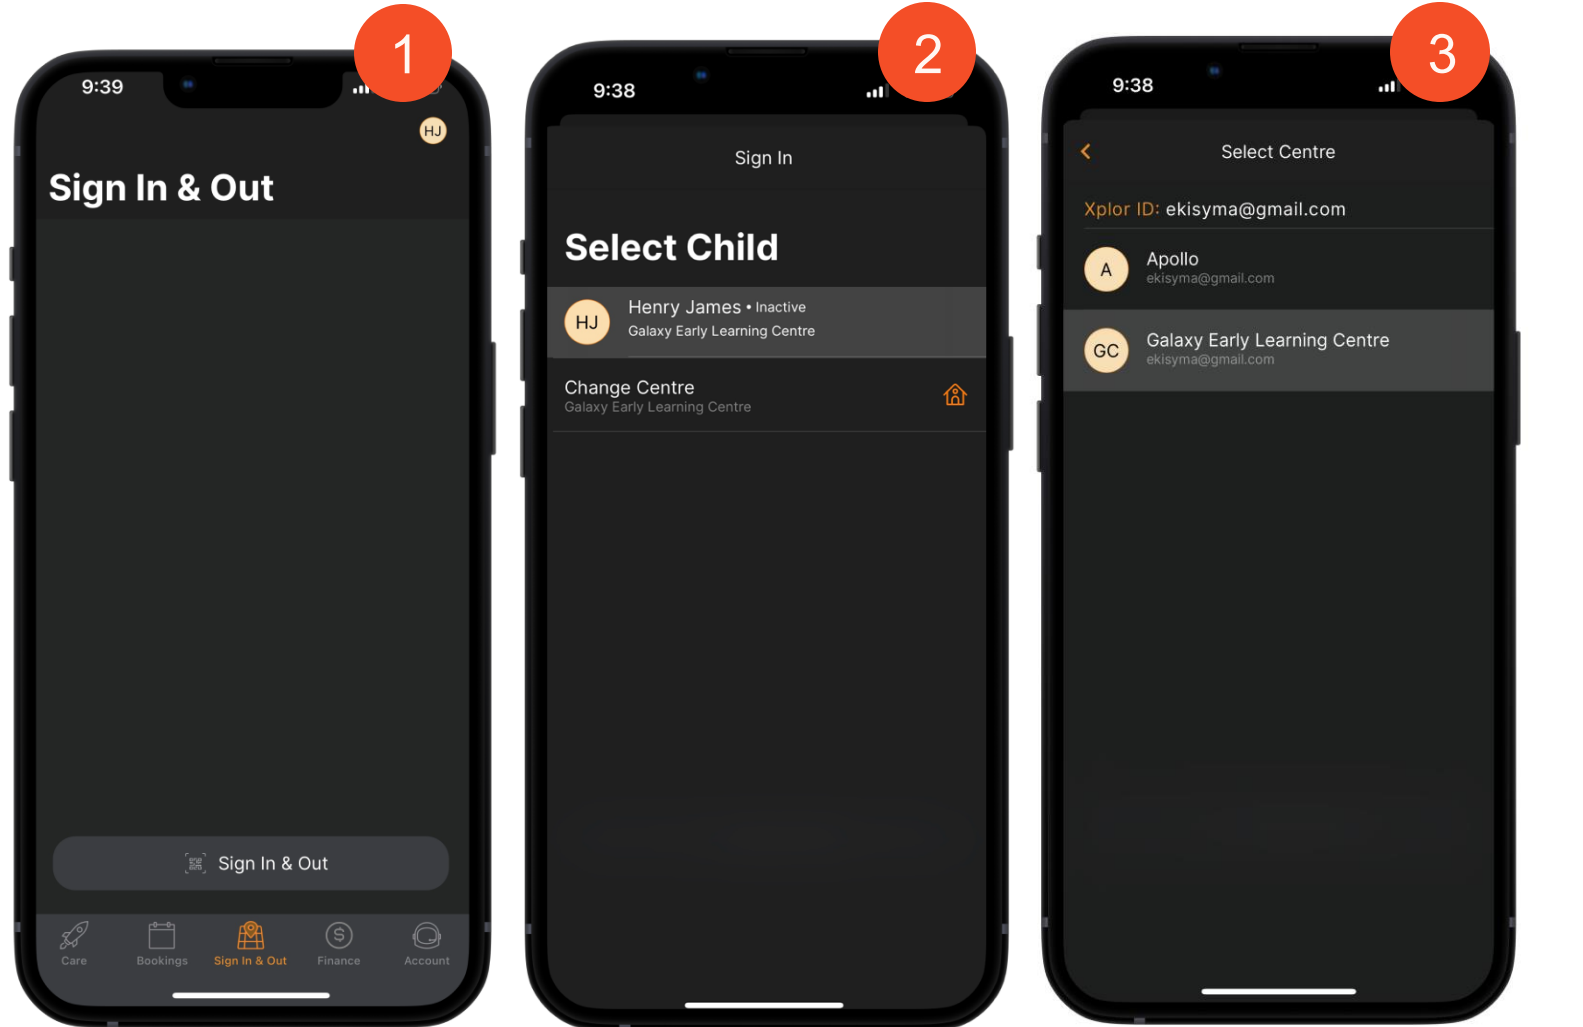 1
9:39
HJ
Sign In & Out
Sign In & Out
Care
Bookings
Sign In & Out
Finance
Account
2
9:38
Sign In
Select Child
HJ
Henry James • Inactive
Galaxy Early Learning Centre
Change Centre
Galaxy Early Learning Centre
3
9:38
Select Centre
Xplor ID: ekisyma@gmail.com
A
Apollo
ekisyma@gmail.com
GC
Galaxy Early Learning Centre
ekisyma@gmail.com